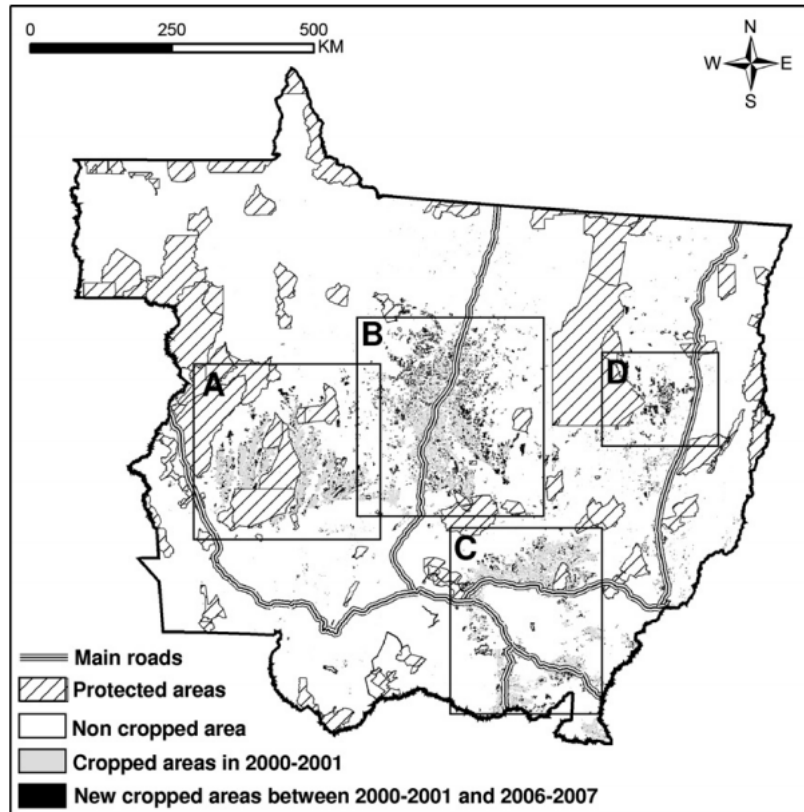 0 250 500
KM
N
W E
S
B
A
D
C
Main roads
Protected areas
Non cropped area
Cropped areas in 2000-2001
New cropped areas between 2000-2001 and 2006-2007